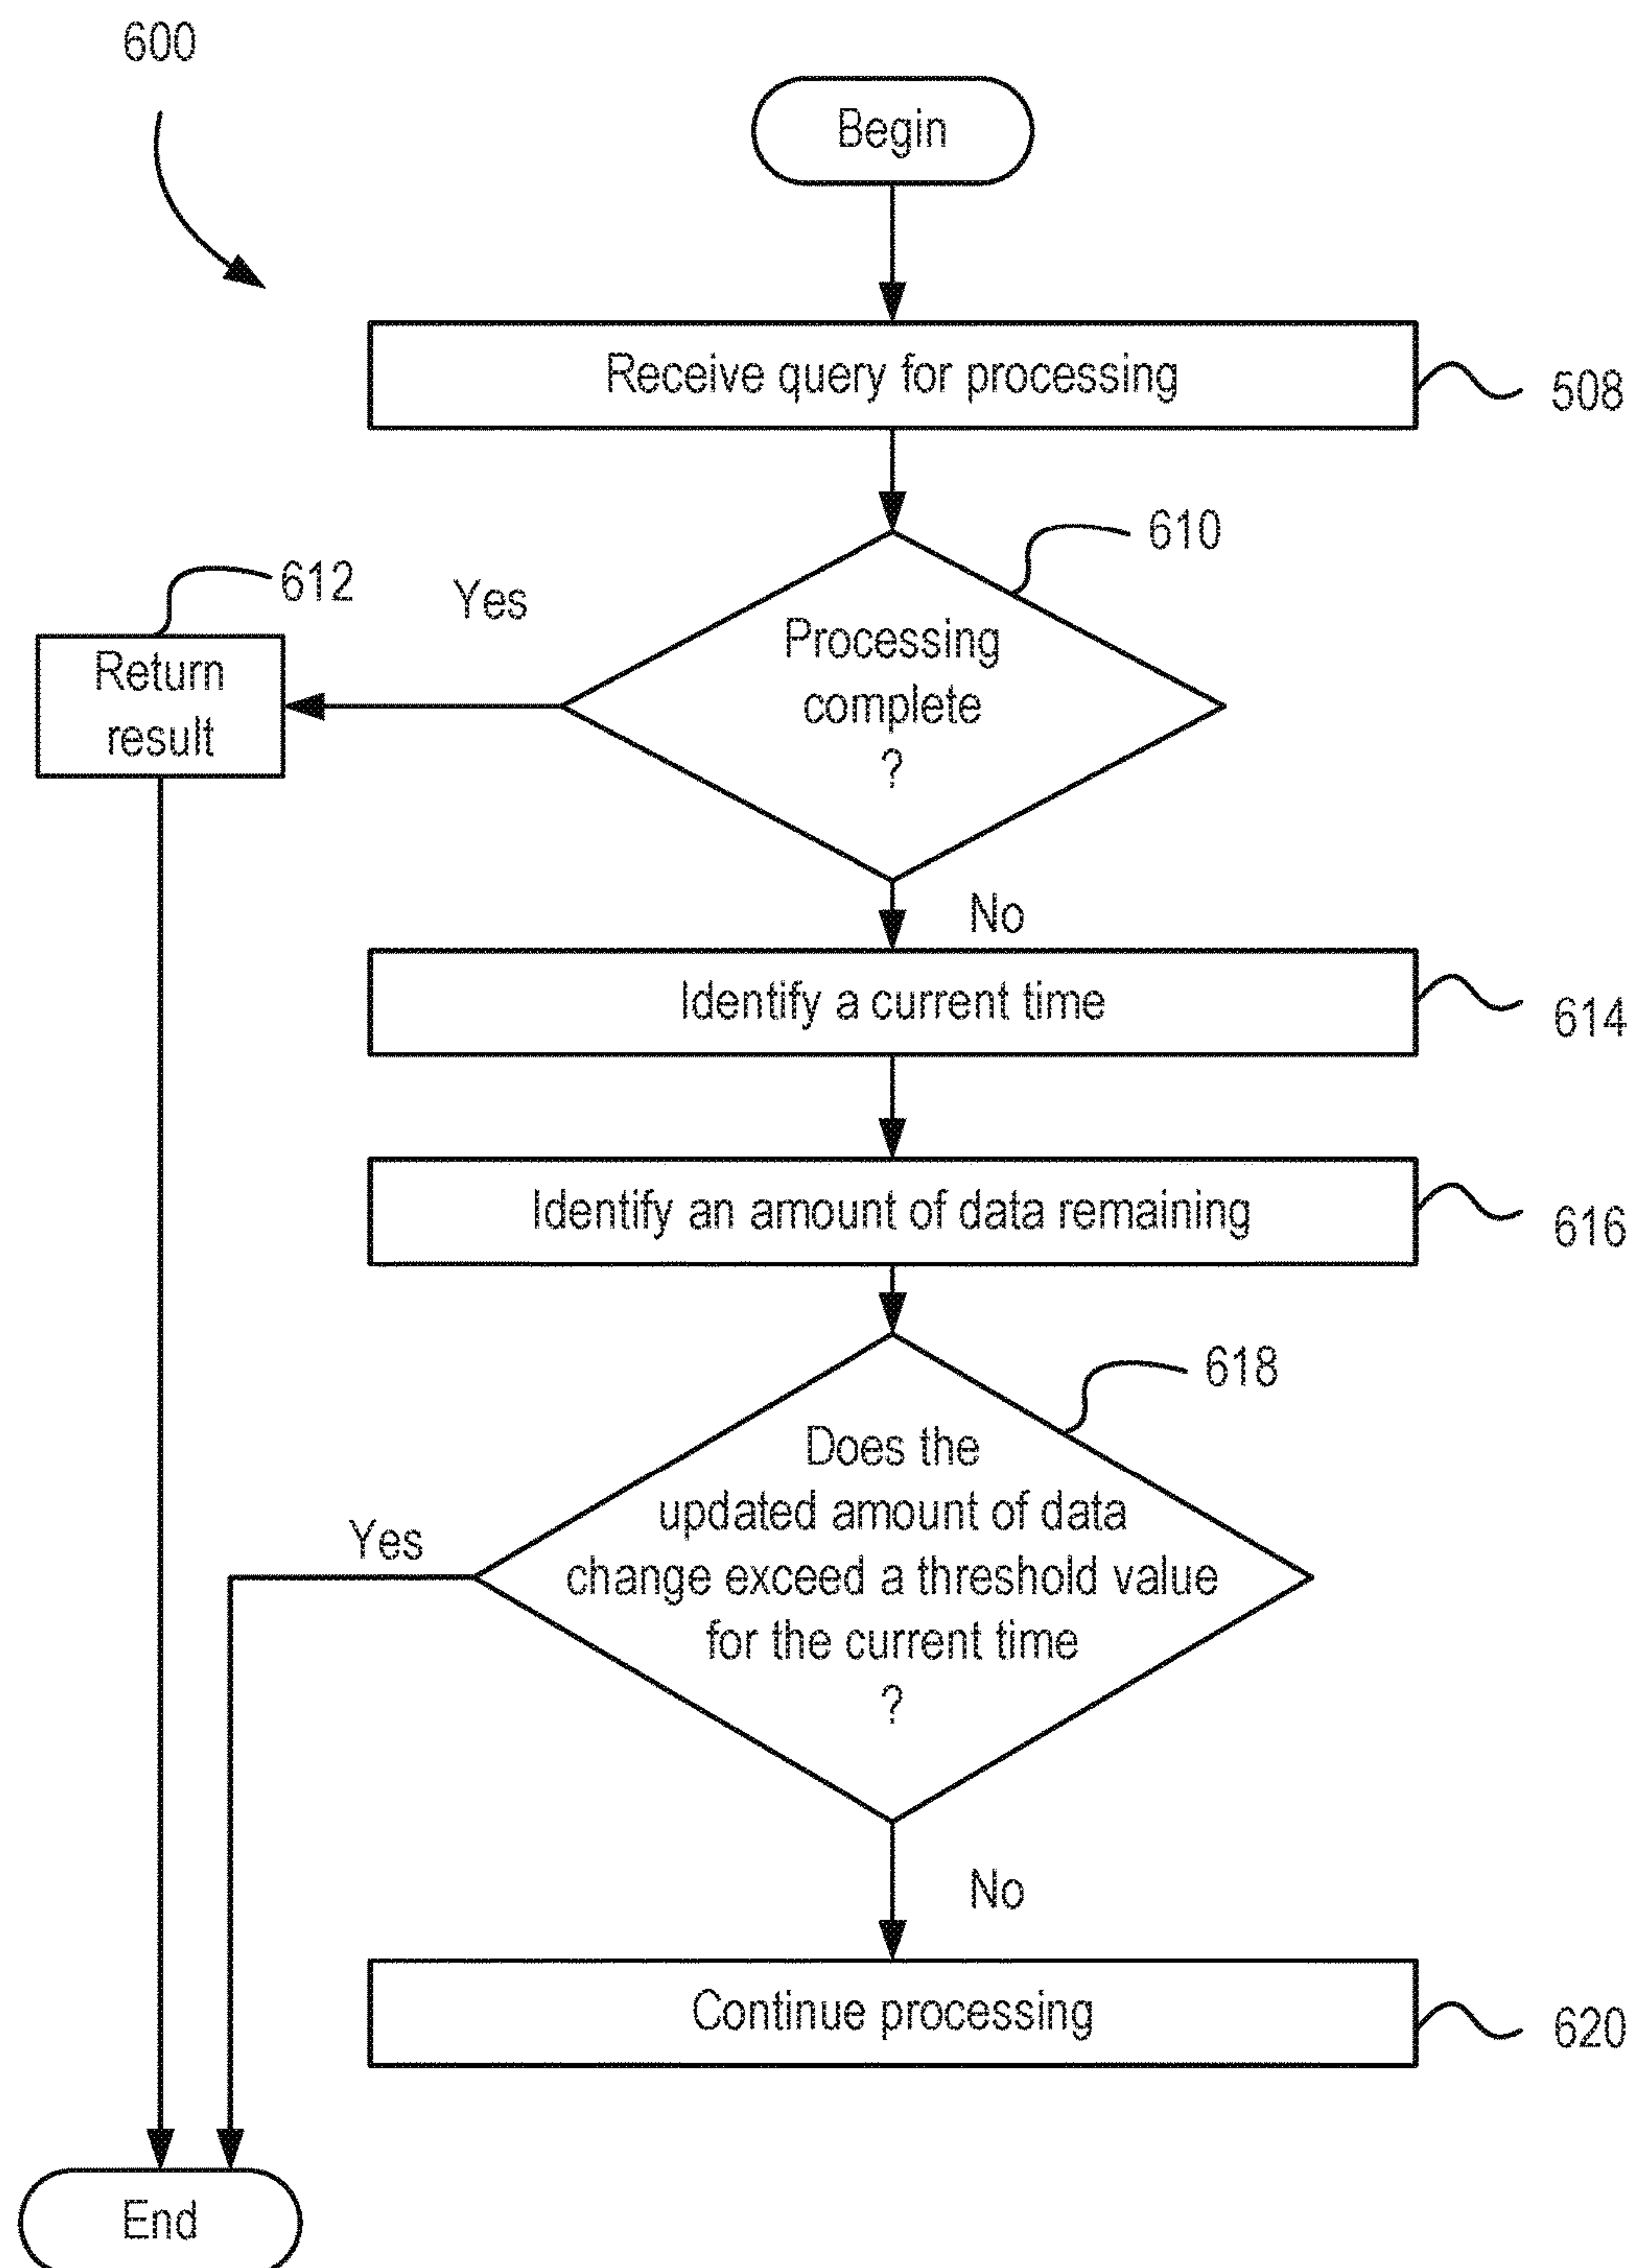 600
Begin
Receive query for processing
508
610
612
Yes
Processing
complete
?
Return
result
No
Identify a current time
614
Identify an amount of data remaining
616
618
Does the
updated amount of data
change exceed a threshold value
for the current time
?
Yes
No
Continue processing
620
End